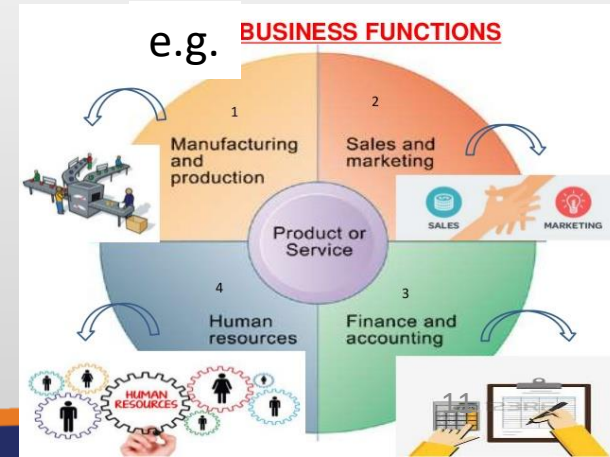 e.g.
BUSINESS FUNCTIONS
1
Manufacturing
and
production
2
Sales and
marketing
SALES
MARKETING
Product or
Service
4
Human
resources
3
Finance and
accounting
HUMAN
RESOURCES
11